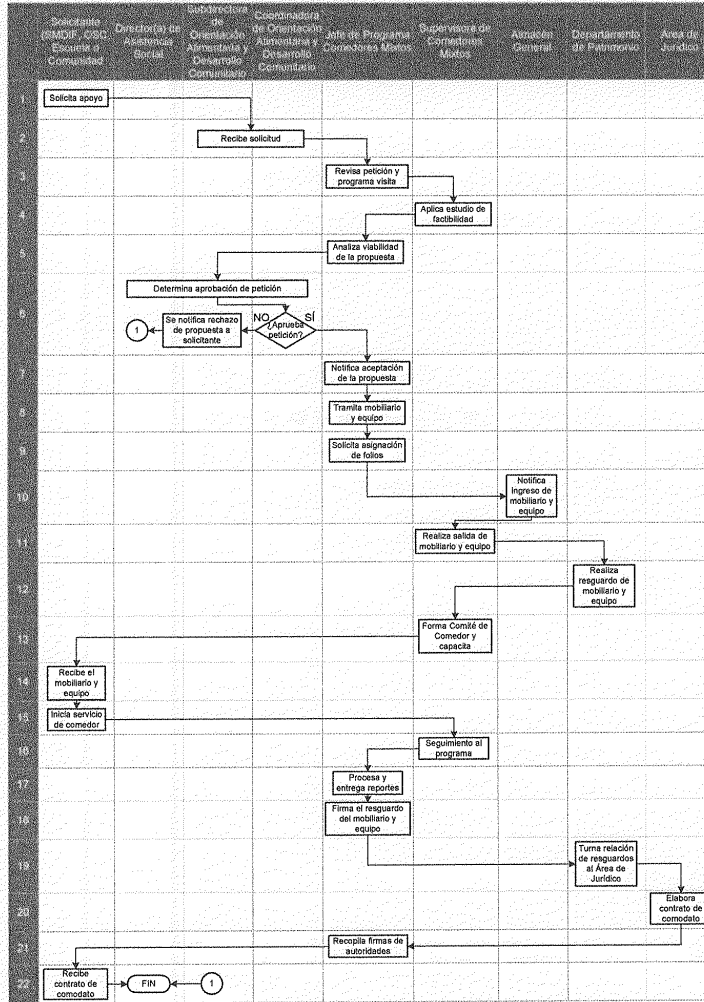 Solicitante
(SMDIF, OSC,
Escuela o
Comunidad
Director(a) de
Asistencia
Social
Subdirectora
de
Orientación
Alimentaria y
Desarrollo
Comunitario
Coordinadora
de Orientación
Alimentaria y
Desarrollo
Comunitario
Jefe de Programa
Comedores Mixtos
Supervisora de
Comedores
Mixtos
Almacén
General
Departamento
de Patrimonio
Área de
Jurídico
1
Solicita apoyo
2
Recibe solicitud
3
Revisa petición y
programa visita
4
Aplica estudio de
factibilidad
5
Analiza viabilidad
de la propuesta
6
Determina aprobación de petición
NO
SÍ
¿Aprueba
petición?
Se notifica rechazo
de propuesta a
solicitante
1
7
Notifica aceptación
de la propuesta
8
Tramita mobiliario
y equipo
9
Solicita asignación
de folios
10
Notifica
ingreso de
mobiliario y
equipo
11
Realiza salida de
mobiliario y equipo
12
Realiza
resguardo de
mobiliario y
equipo
13
Forma Comité de
Comedor y
capacita
14
Recibe el
mobiliario y
equipo
15
Inicia servicio
de comedor
16
Seguimiento al
programa
17
Procesa y
entrega reportes
18
Firma el resguardo
del mobiliario y
equipo
19
Turna relación
de resguardos
al Área de
Jurídico
20
Elabora
contrato de
comodato
21
Recopila firmas de
autoridades
22
Recibe
contrato de
comodato
FIN
1